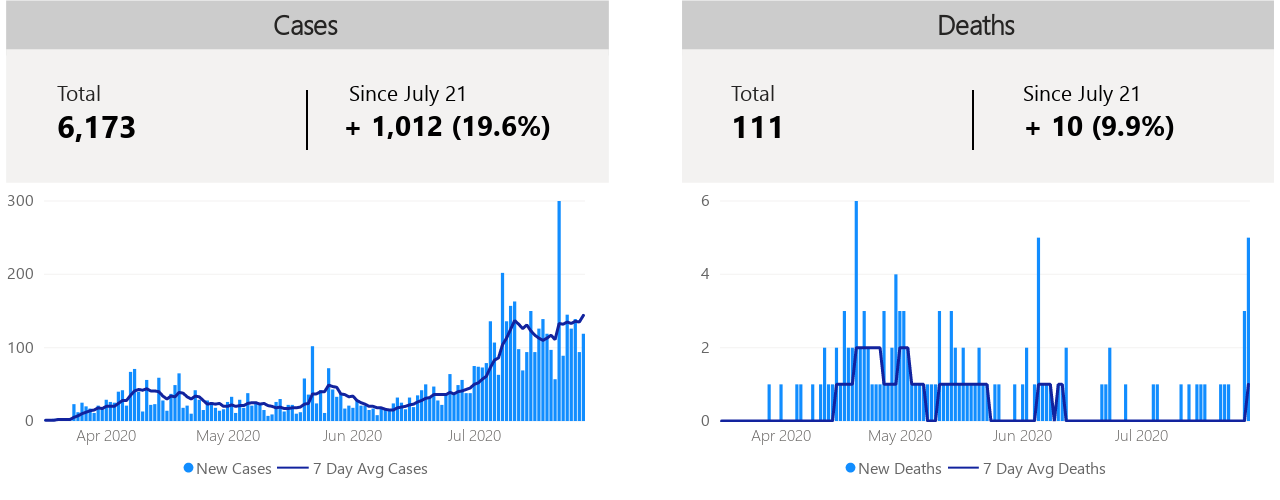 Cases
Total
6,173
Since July 21
+ 1,012 (19.6%)
300
200
100
0
Apr 2020
May 2020
Jun 2020
Jul 2020
New Cases
7 Day Avg Cases
Deaths
Total
111
Since July 21
+ 10 (9.9%)
6
4
2
0
Apr 2020
May 2020
Jun 2020
Jul 2020
New Deaths
7 Day Avg Deaths